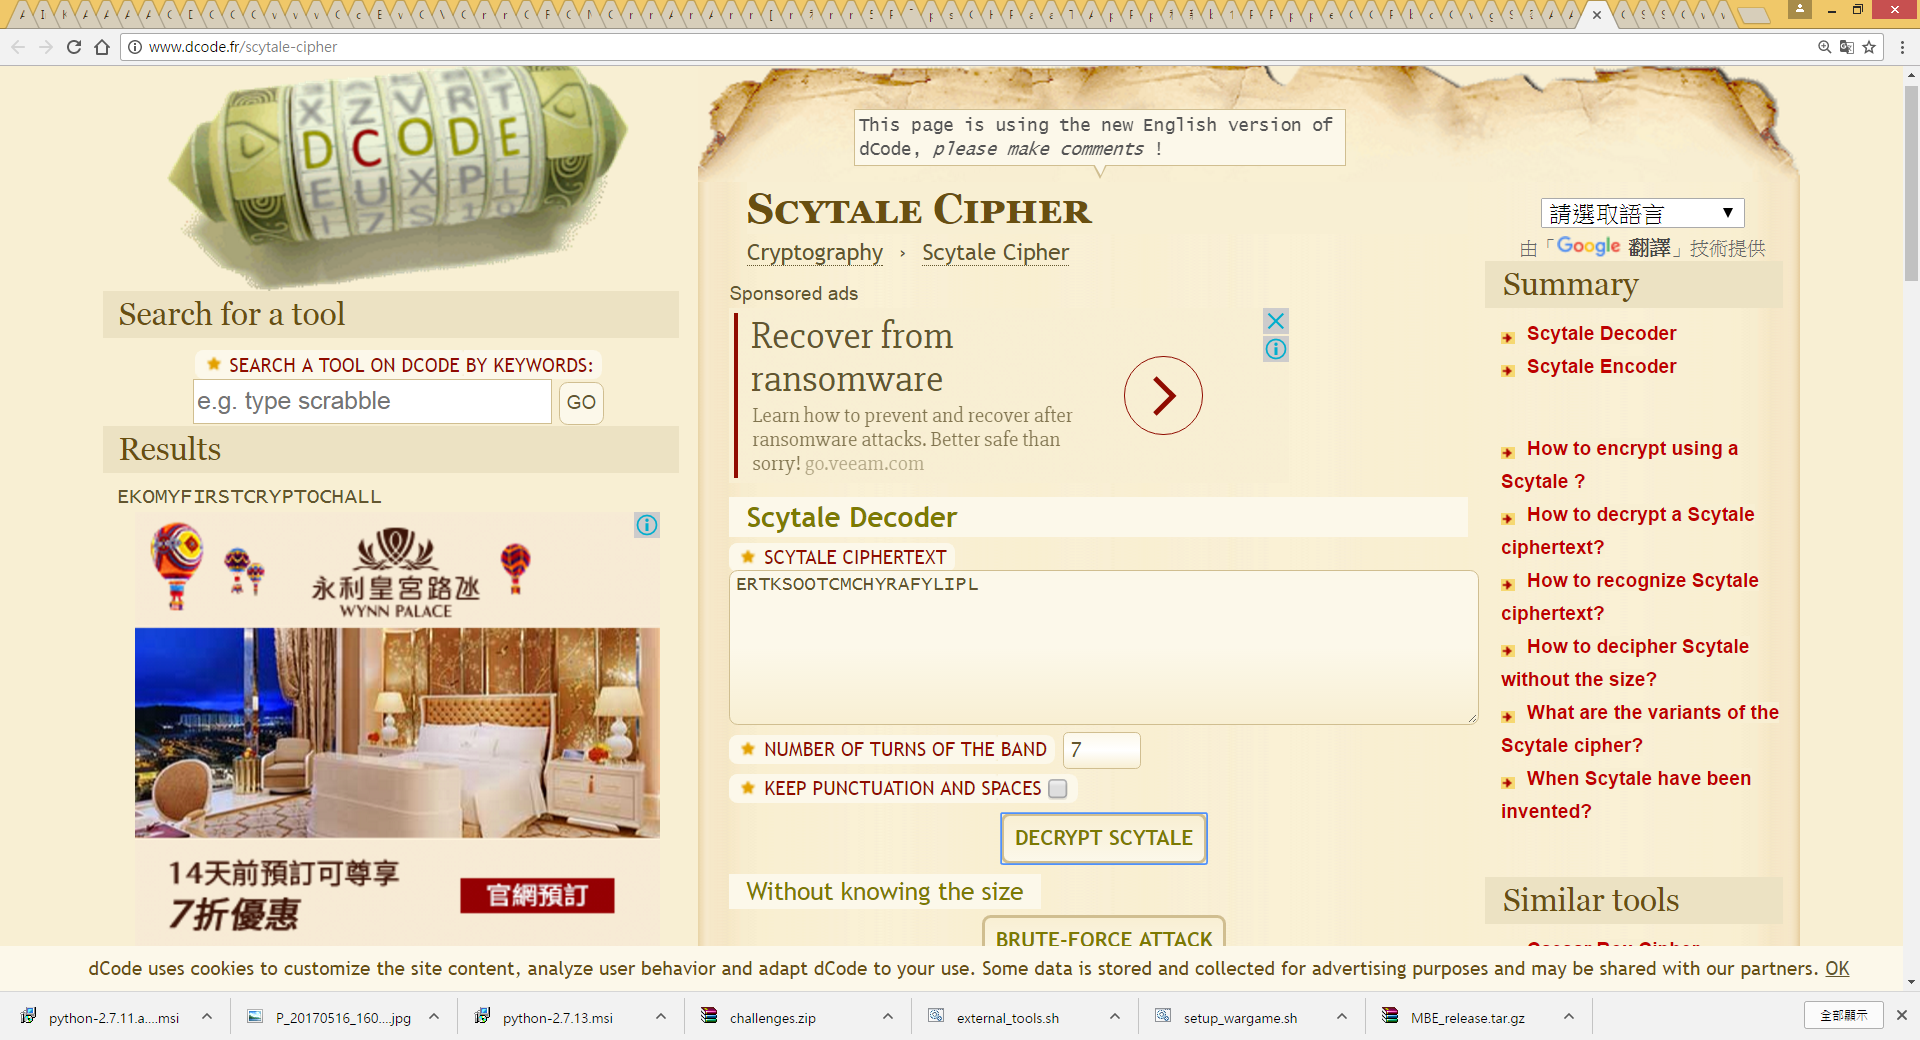 www.dcode.fr/scytale-cipher
X Z V R T
D C O D E
E U X P L
This page is using the new English version of
dCode, please make comments !
SCYTALE CIPHER
Cryptography › Scytale Cipher
請選取語言 ▼
由「Google 翻譯」技術提供
Sponsored ads
Recover from
ransomware
Learn how to prevent and recover after
ransomware attacks. Better safe than
sorry! go.veeam.com
Search for a tool
SEARCH A TOOL ON DCODE BY KEYWORDS:
e.g. type scrabble
GO
Results
EKOMYFIRSTCRYPTOCHALL
永利皇宮路氹
WYNN PALACE
14天前預訂可尊享
7折優惠
官網預訂
Scytale Decoder
SCYTALE CIPHERTEXT
ERTKSOOTCMCHYRAFYLIPL
NUMBER OF TURNS OF THE BAND 7
KEEP PUNCTUATION AND SPACES
DECRYPT SCYTALE
Without knowing the size
BRUTE-FORCE ATTACK
Summary
Scytale Decoder
Scytale Encoder
How to encrypt using a
Scytale ?
How to decrypt a Scytale
ciphertext?
How to recognize Scytale
ciphertext?
How to decipher Scytale
without the size?
What are the variants of the
Scytale cipher?
When Scytale have been
invented?
Similar tools
dCode uses cookies to customize the site content, analyze user behavior and adapt dCode to your use. Some data is stored and collected for advertising purposes and may be shared with our partners. OK
python-2.7.11.a....msi
P_20170516_160....jpg
python-2.7.13.msi
challenges.zip
external_tools.sh
setup_wargame.sh
MBE_release.tar.gz
全部顯示